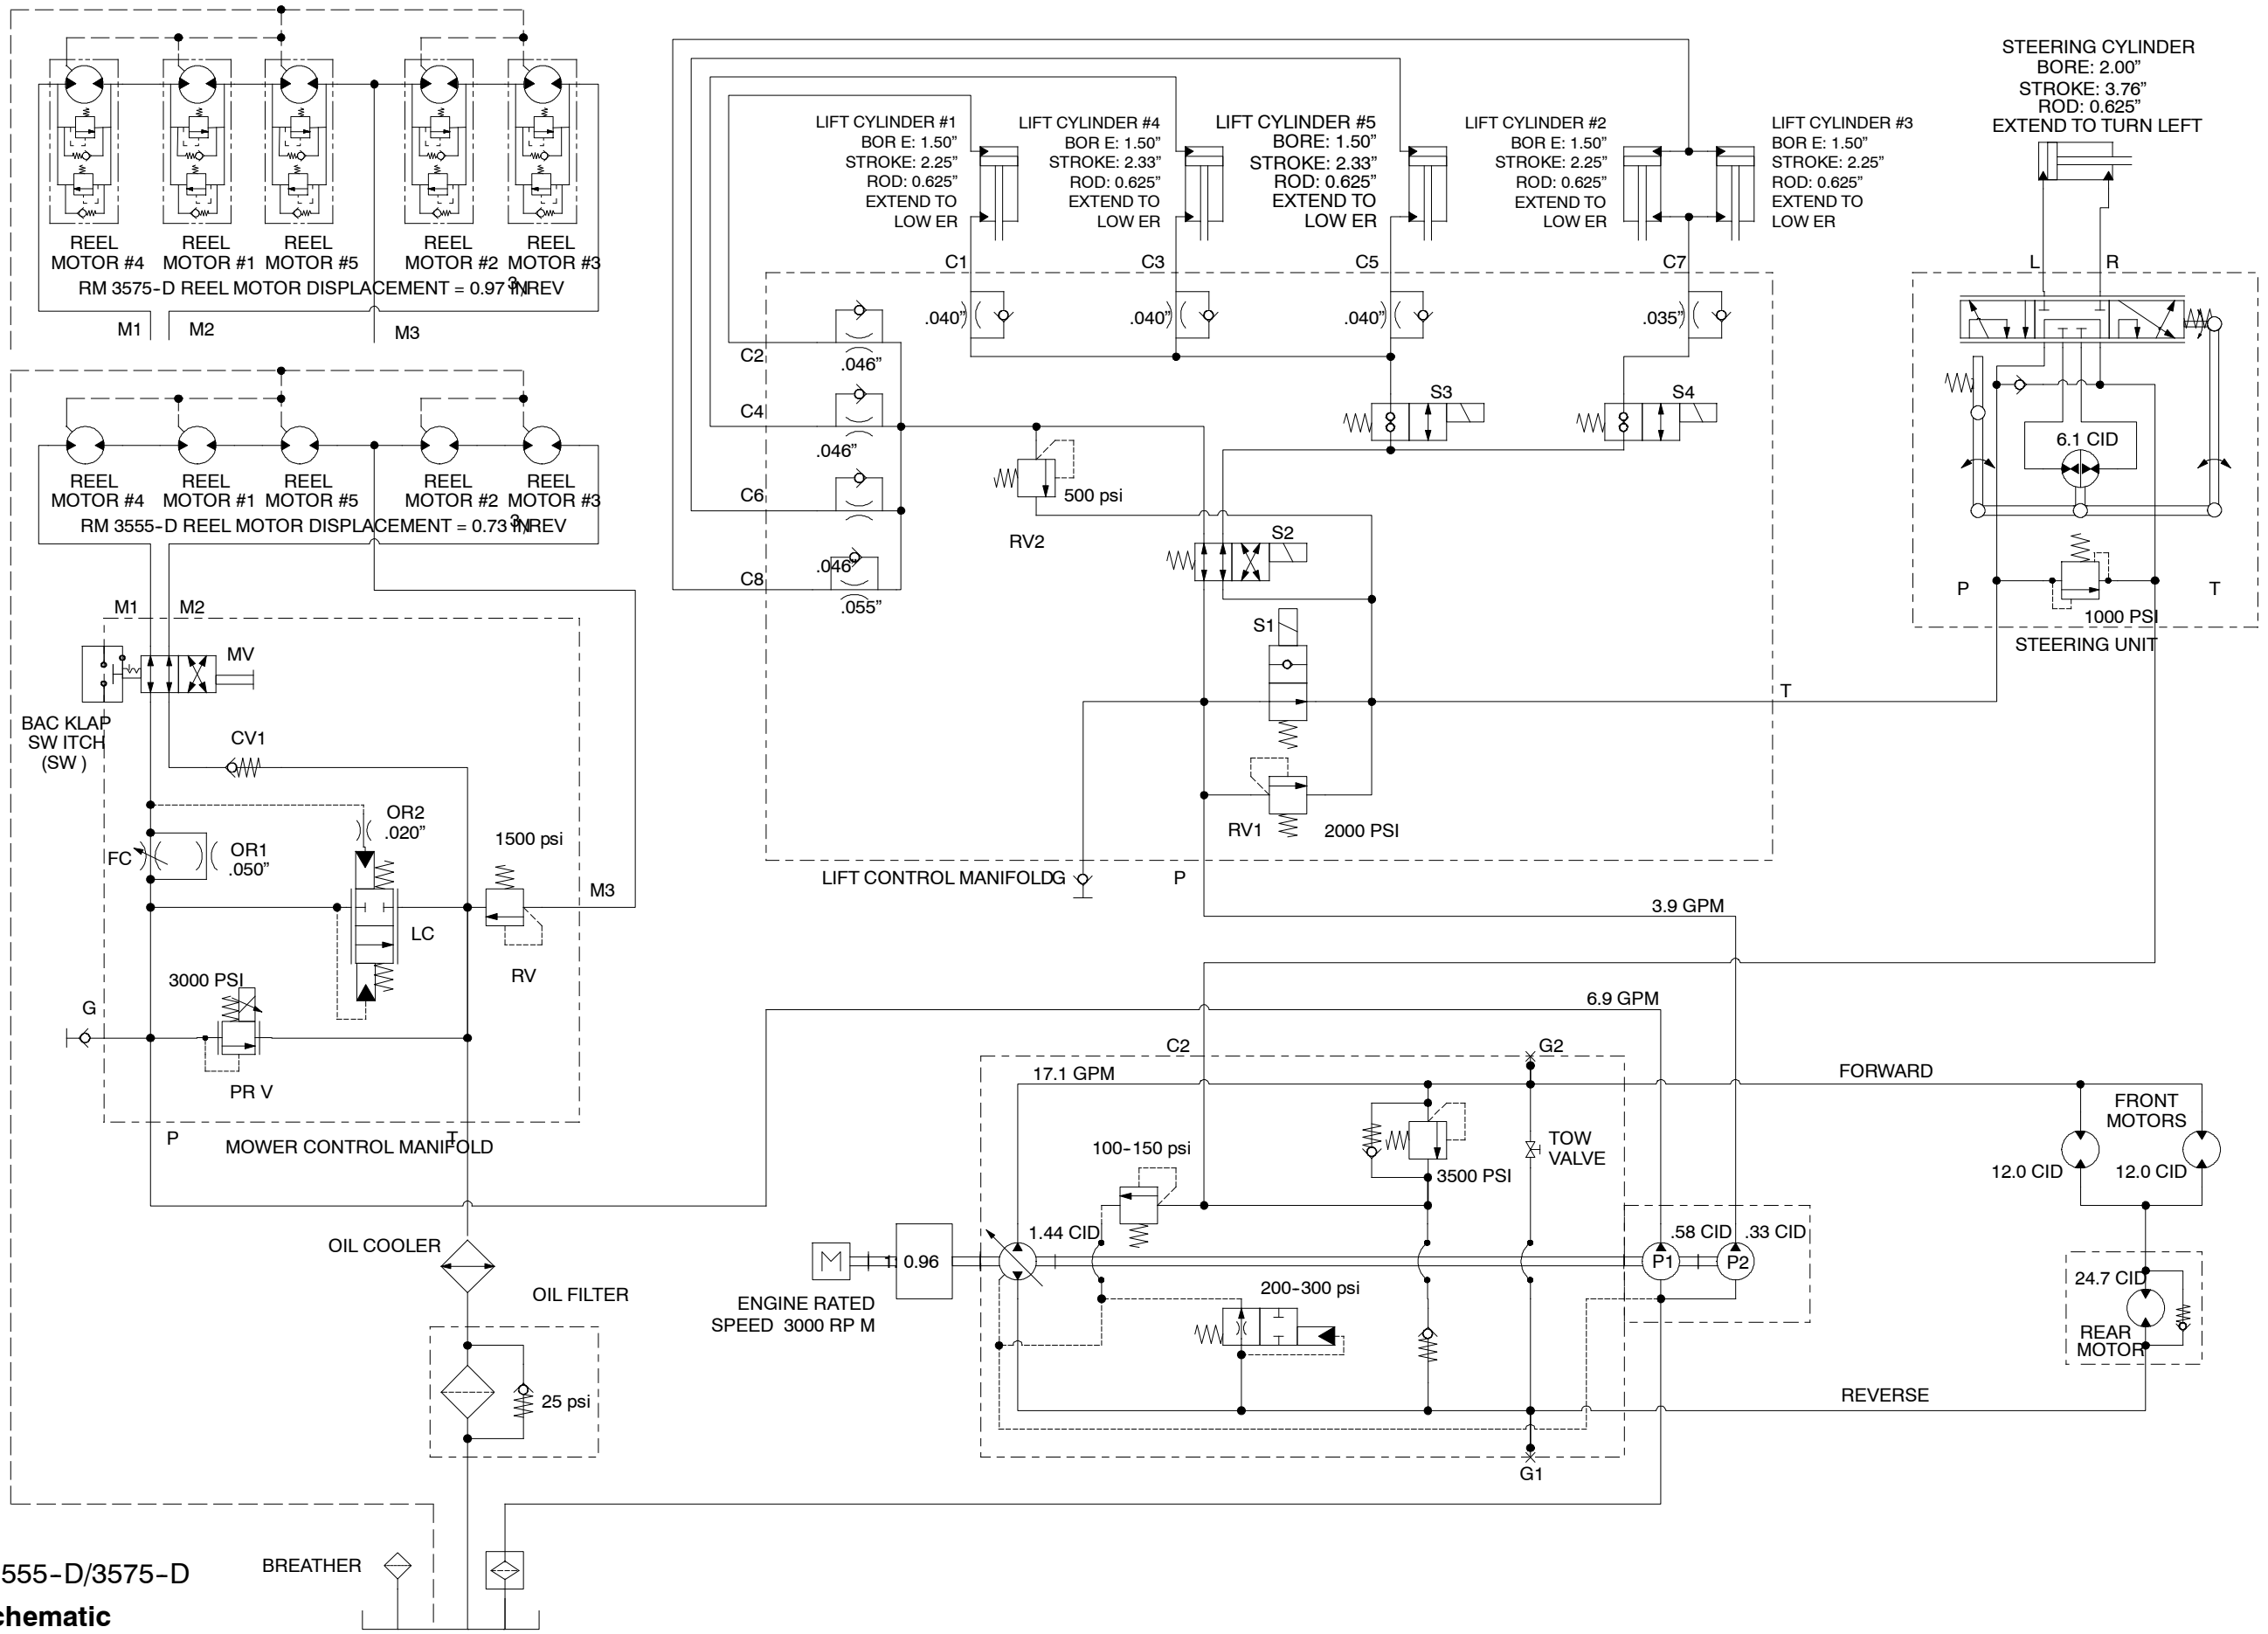 REEL
MOTOR #4
REEL
MOTOR #1
REEL
MOTOR #5
REEL
MOTOR #2
REEL
MOTOR #3
RM 3575-D REEL MOTOR DISPLACEMENT = 0.97 IN3/REV
M1
M2
M3
REEL
MOTOR #4
REEL
MOTOR #1
REEL
MOTOR #5
REEL
MOTOR #2
REEL
MOTOR #3
RM 3555-D REEL MOTOR DISPLACEMENT = 0.73 IN3/REV
M1
M2
MV
BAC KLAP
SW ITCH
(SW )
CV1
OR2
.020”
FC
OR1
.050”
1500 psi
M3
LC
RV
3000 PSI
G
PR V
P
T
MOWER CONTROL MANIFOLD
OIL COOLER
OIL FILTER
25 psi
BREATHER
555-D/3575-D
chematic
LIFT CYLINDER #1
BOR E: 1.50”
STROKE: 2.25”
ROD: 0.625”
EXTEND TO
LOW ER
LIFT CYLINDER #4
BOR E: 1.50”
STROKE: 2.33”
ROD: 0.625”
EXTEND TO
LOW ER
LIFT CYLINDER #5
BORE: 1.50”
STROKE: 2.33”
ROD: 0.625”
EXTEND TO
LOW ER
LIFT CYLINDER #2
BOR E: 1.50”
STROKE: 2.25”
ROD: 0.625”
EXTEND TO
LOW ER
LIFT CYLINDER #3
BOR E: 1.50”
STROKE: 2.25”
ROD: 0.625”
EXTEND TO
LOW ER
C1
C3
C5
C7
.040”
.040”
.040”
.035”
C2
.046”
C4
.046”
C6
.046”
C8
.055”
S3
S4
500 psi
RV2
S2
S1
T
RV1
2000 PSI
LIFT CONTROL MANIFOLD
G
P
STEERING CYLINDER
BORE: 2.00”
STROKE: 3.76”
ROD: 0.625”
EXTEND TO TURN LEFT
L
R
6.1 CID
P
T
1000 PSI
STEERING UNIT
3.9 GPM
6.9 GPM
C2
G2
17.1 GPM
FORWARD
FRONT
MOTORS
100-150 psi
TOW
VALVE
3500 PSI
12.0 CID
12.0 CID
1.44 CID
.58 CID
.33 CID
M
1: 0.96
P1
P2
ENGINE RATED
SPEED 3000 RP M
200-300 psi
24.7 CID
REAR
MOTOR
REVERSE
G1